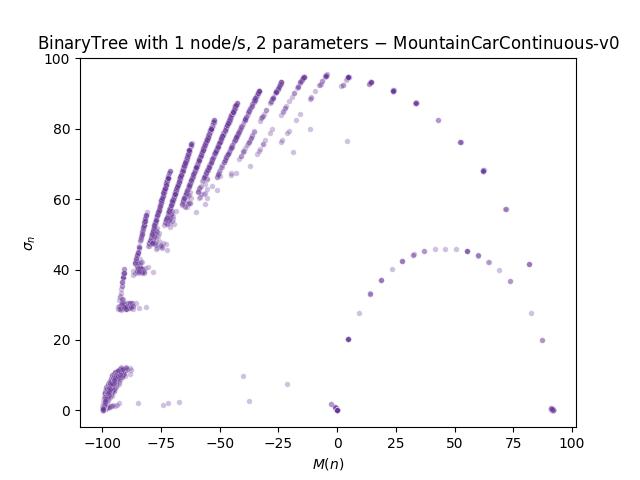 BinaryTree with 1 node/s, 2 parameters − MountainCarContinuous-v0
100
80
60
40
20
0
σn
−100 −75 −50 −25 0 25 50 75 100
M(n)